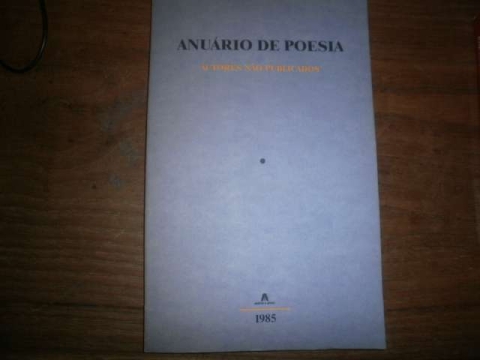 ANUÁRIO DE POESIA
AUTORES NÃO PUBLICADOS
1985